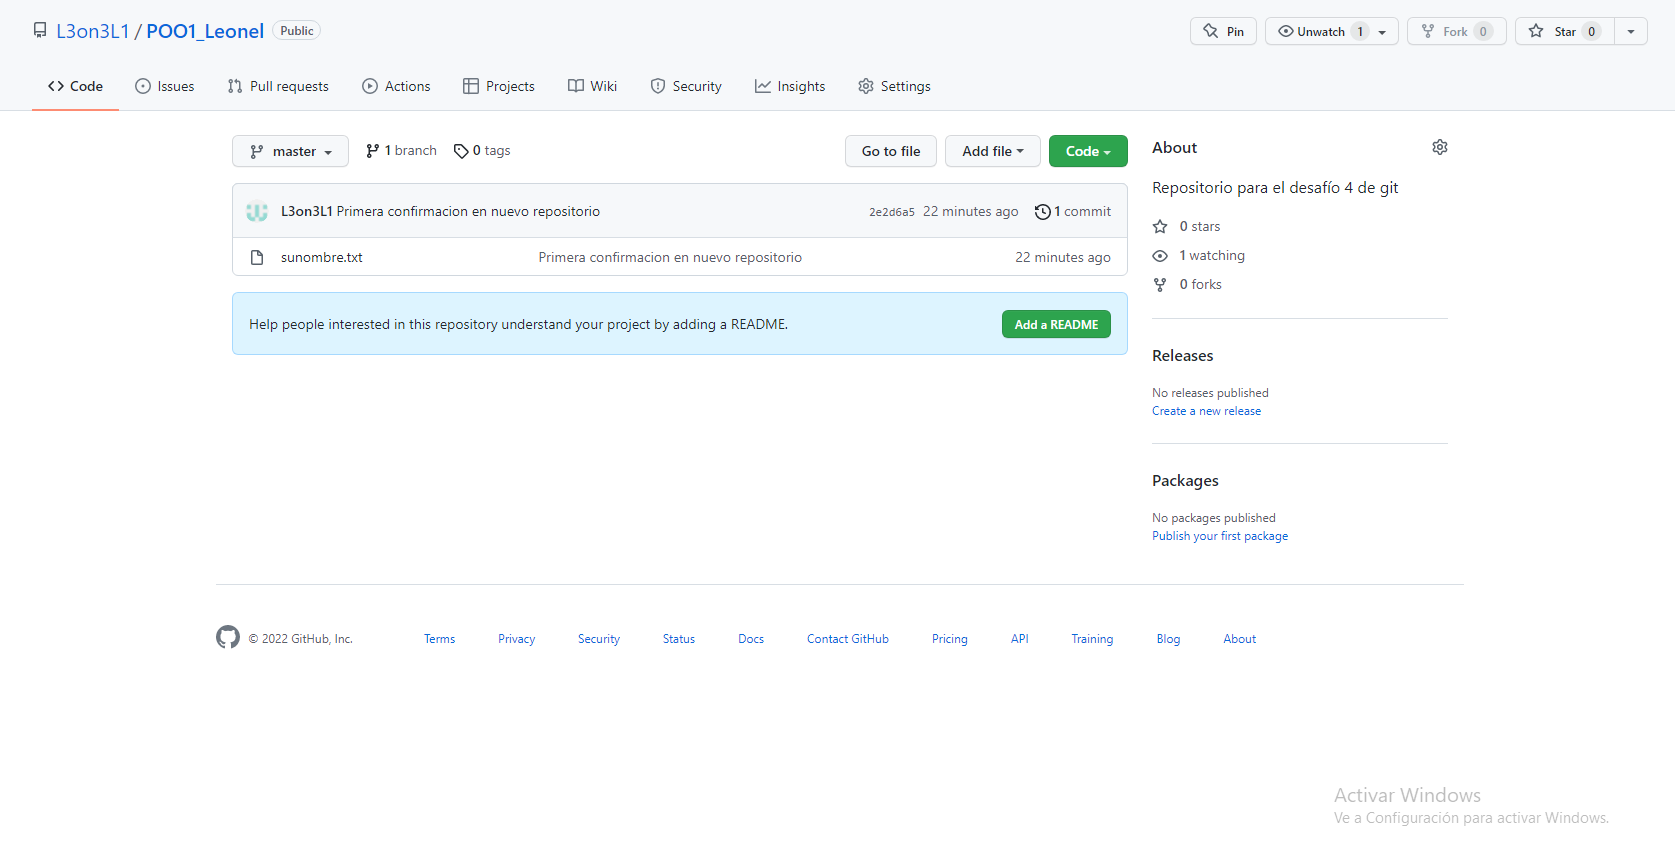 L3on3L1 / POO1_Leonel Public
Pin Unwatch 1 Fork 0 Star 0
Code Issues Pull requests Actions Projects Wiki Security Insights Settings
master 1 branch 0 tags Go to file Add file Code
L3on3L1 Primera confirmacion en nuevo repositorio 2e2d6a5 22 minutes ago 1 commit
sunombre.txt Primera confirmacion en nuevo repositorio 22 minutes ago
Help people interested in this repository understand your project by adding a README. Add a README
About
Repositorio para el desafío 4 de git
0 stars
1 watching
0 forks
Releases
No releases published
Create a new release
Packages
No packages published
Publish your first package
© 2022 GitHub, Inc. Terms Privacy Security Status Docs Contact GitHub Pricing API Training Blog About
Activar Windows
Ve a Configuración para activar Windows.